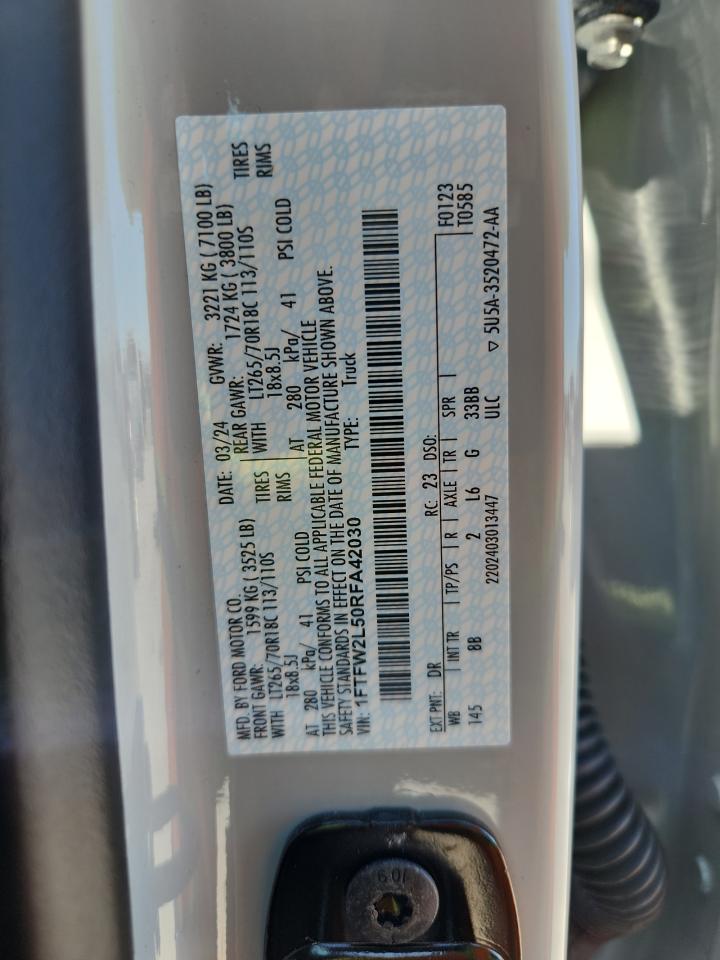 MFD. BY FORD MOTOR CO.
DATE: 03/24 GVWR: 3221 KG ( 7100 LB)
FRONT GAWR: 1599 KG ( 3525 LB) REAR GAWR: 1724 KG ( 3800 LB)
WITH LT265/70R18C 113/110S TIRES WITH LT265/70R18C 113/110S TIRES
18x8.5J RIMS 18x8.5J RIMS
AT 280 kPa/ 41 PSI COLD AT 280 kPa/ 41 PSI COLD
THIS VEHICLE CONFORMS TO ALL APPLICABLE FEDERAL MOTOR VEHICLE
SAFETY STANDARDS IN EFFECT ON THE DATE OF MANUFACTURE SHOWN ABOVE.
VIN: 1FTFW2L50RFA42030 TYPE: Truck
EXT PNT: DR RC: 23 DSO: F0123
WB INT TR TP/PS R AXLE TR SPR T0585
145 8B 2 L6 G 33BB
2202403013447 ULC ▽ 5U5A-3520472-AA
10.9